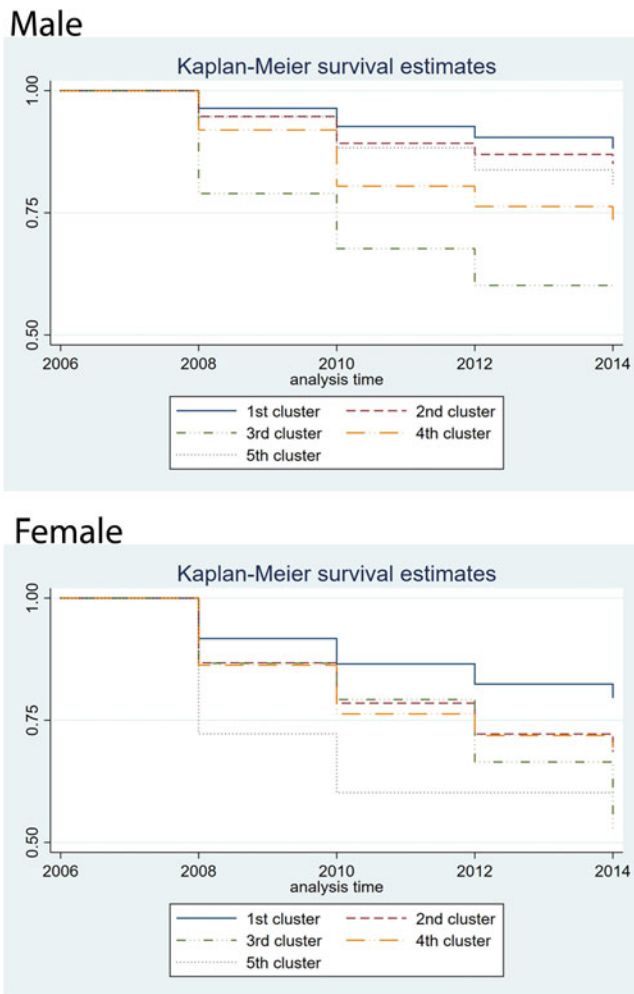 Male
Kaplan-Meier survival estimates
1.00
0.75
0.50
2006 2008 2010 2012 2014
analysis time
1st cluster 2nd cluster
3rd cluster 4th cluster
5th cluster
Female
Kaplan-Meier survival estimates
1.00
0.75
0.50
2006 2008 2010 2012 2014
analysis time
1st cluster 2nd cluster
3rd cluster 4th cluster
5th cluster